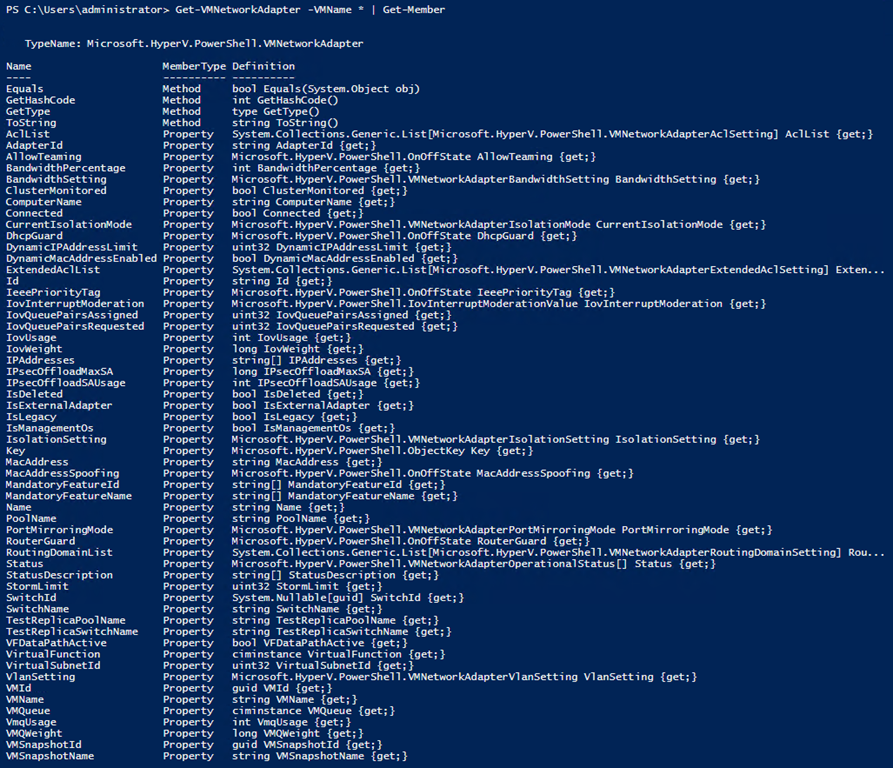 PS C:\Users\administrator> Get-VMNetworkAdapter -VMName * | Get-Member
TypeName: Microsoft.HyperV.PowerShell.VMNetworkAdapter
Name MemberType Definition
---- ---------- ----------
Equals Method bool Equals(System.Object obj)
GetHashCode Method int GetHashCode()
GetType Method type GetType()
ToString Method string ToString()
AclList Property System.Collections.Generic.List[Microsoft.HyperV.PowerShell.VMNetworkAdapterAclSetting] AclList {get;}
AdapterId Property string AdapterId {get;}
AllowTeaming Property Microsoft.HyperV.PowerShell.OnOffState AllowTeaming {get;}
BandwidthPercentage Property int BandwidthPercentage {get;}
BandwidthSetting Property Microsoft.HyperV.PowerShell.VMNetworkAdapterBandwidthSetting BandwidthSetting {get;}
ClusterMonitored Property bool ClusterMonitored {get;}
ComputerName Property string ComputerName {get;}
Connected Property bool Connected {get;}
CurrentIsolationMode Property Microsoft.HyperV.PowerShell.VMNetworkAdapterIsolationMode CurrentIsolationMode {get;}
DhcpGuard Property Microsoft.HyperV.PowerShell.OnOffState DhcpGuard {get;}
DynamicIPAddressLimit Property uint32 DynamicIPAddressLimit {get;}
DynamicMacAddressEnabled Property bool DynamicMacAddressEnabled {get;}
ExtendedAclList Property System.Collections.Generic.List[Microsoft.HyperV.PowerShell.VMNetworkAdapterExtendedAclSetting] Exten...
Id Property string Id {get;}
IeeePriorityTag Property Microsoft.HyperV.PowerShell.OnOffState IeeePriorityTag {get;}
IovInterruptModeration Property Microsoft.HyperV.PowerShell.IovInterruptModerationValue IovInterruptModeration {get;}
IovQueuePairsAssigned Property uint32 IovQueuePairsAssigned {get;}
IovQueuePairsRequested Property uint32 IovQueuePairsRequested {get;}
IovUsage Property int IovUsage {get;}
IovWeight Property long IovWeight {get;}
IPAddresses Property string[] IPAddresses {get;}
IPsecOffloadMaxSA Property long IPsecOffloadMaxSA {get;}
IPsecOffloadSAUsage Property int IPsecOffloadSAUsage {get;}
IsDeleted Property bool IsDeleted {get;}
IsExternalAdapter Property bool IsExternalAdapter {get;}
IsLegacy Property bool IsLegacy {get;}
IsManagementOs Property bool IsManagementOs {get;}
IsolationSetting Property Microsoft.HyperV.PowerShell.VMNetworkAdapterIsolationSetting IsolationSetting {get;}
Key Property Microsoft.HyperV.PowerShell.ObjectKey Key {get;}
MacAddress Property string MacAddress {get;}
MacAddressSpoofing Property Microsoft.HyperV.PowerShell.OnOffState MacAddressSpoofing {get;}
MandatoryFeatureId Property string[] MandatoryFeatureId {get;}
MandatoryFeatureName Property string[] MandatoryFeatureName {get;}
Name Property string Name {get;}
PoolName Property string PoolName {get;}
PortMirroringMode Property Microsoft.HyperV.PowerShell.VMNetworkAdapterPortMirroringMode PortMirroringMode {get;}
RouterGuard Property Microsoft.HyperV.PowerShell.OnOffState RouterGuard {get;}
RoutingDomainList Property System.Collections.Generic.List[Microsoft.HyperV.PowerShell.VMNetworkAdapterRoutingDomainSetting] Rou...
Status Property Microsoft.HyperV.PowerShell.VMNetworkAdapterOperationalStatus[] Status {get;}
StatusDescription Property string[] StatusDescription {get;}
StormLimit Property uint32 StormLimit {get;}
SwitchId Property System.Nullable[guid] SwitchId {get;}
SwitchName Property string SwitchName {get;}
TestReplicaPoolName Property string TestReplicaPoolName {get;}
TestReplicaSwitchName Property string TestReplicaSwitchName {get;}
VFDataPathActive Property bool VFDataPathActive {get;}
VirtualFunction Property ciminstance VirtualFunction {get;}
VirtualSubnetId Property uint32 VirtualSubnetId {get;}
VlanSetting Property Microsoft.HyperV.PowerShell.VMNetworkAdapterVlanSetting VlanSetting {get;}
VMId Property guid VMId {get;}
VMName Property string VMName {get;}
VMQueue Property ciminstance VMQueue {get;}
VmqUsage Property int VmqUsage {get;}
VMQWeight Property long VMQWeight {get;}
VMSnapshotId Property guid VMSnapshotId {get;}
VMSnapshotName Property string VMSnapshotName {get;}